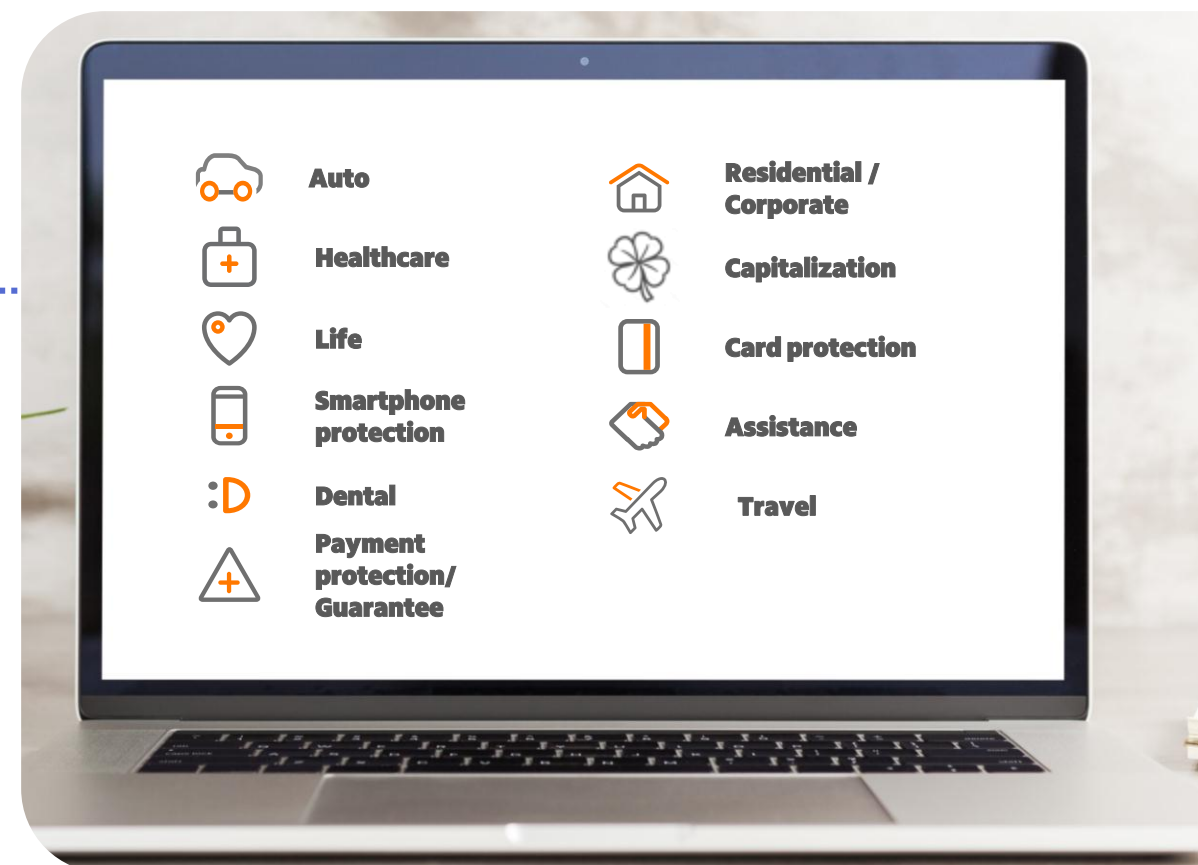 Auto
Healthcare
Life
Smartphone
protection
Dental
Payment
protection/
Guarantee
Residential /
Corporate
Capitalization
Card protection
Assistance
Travel